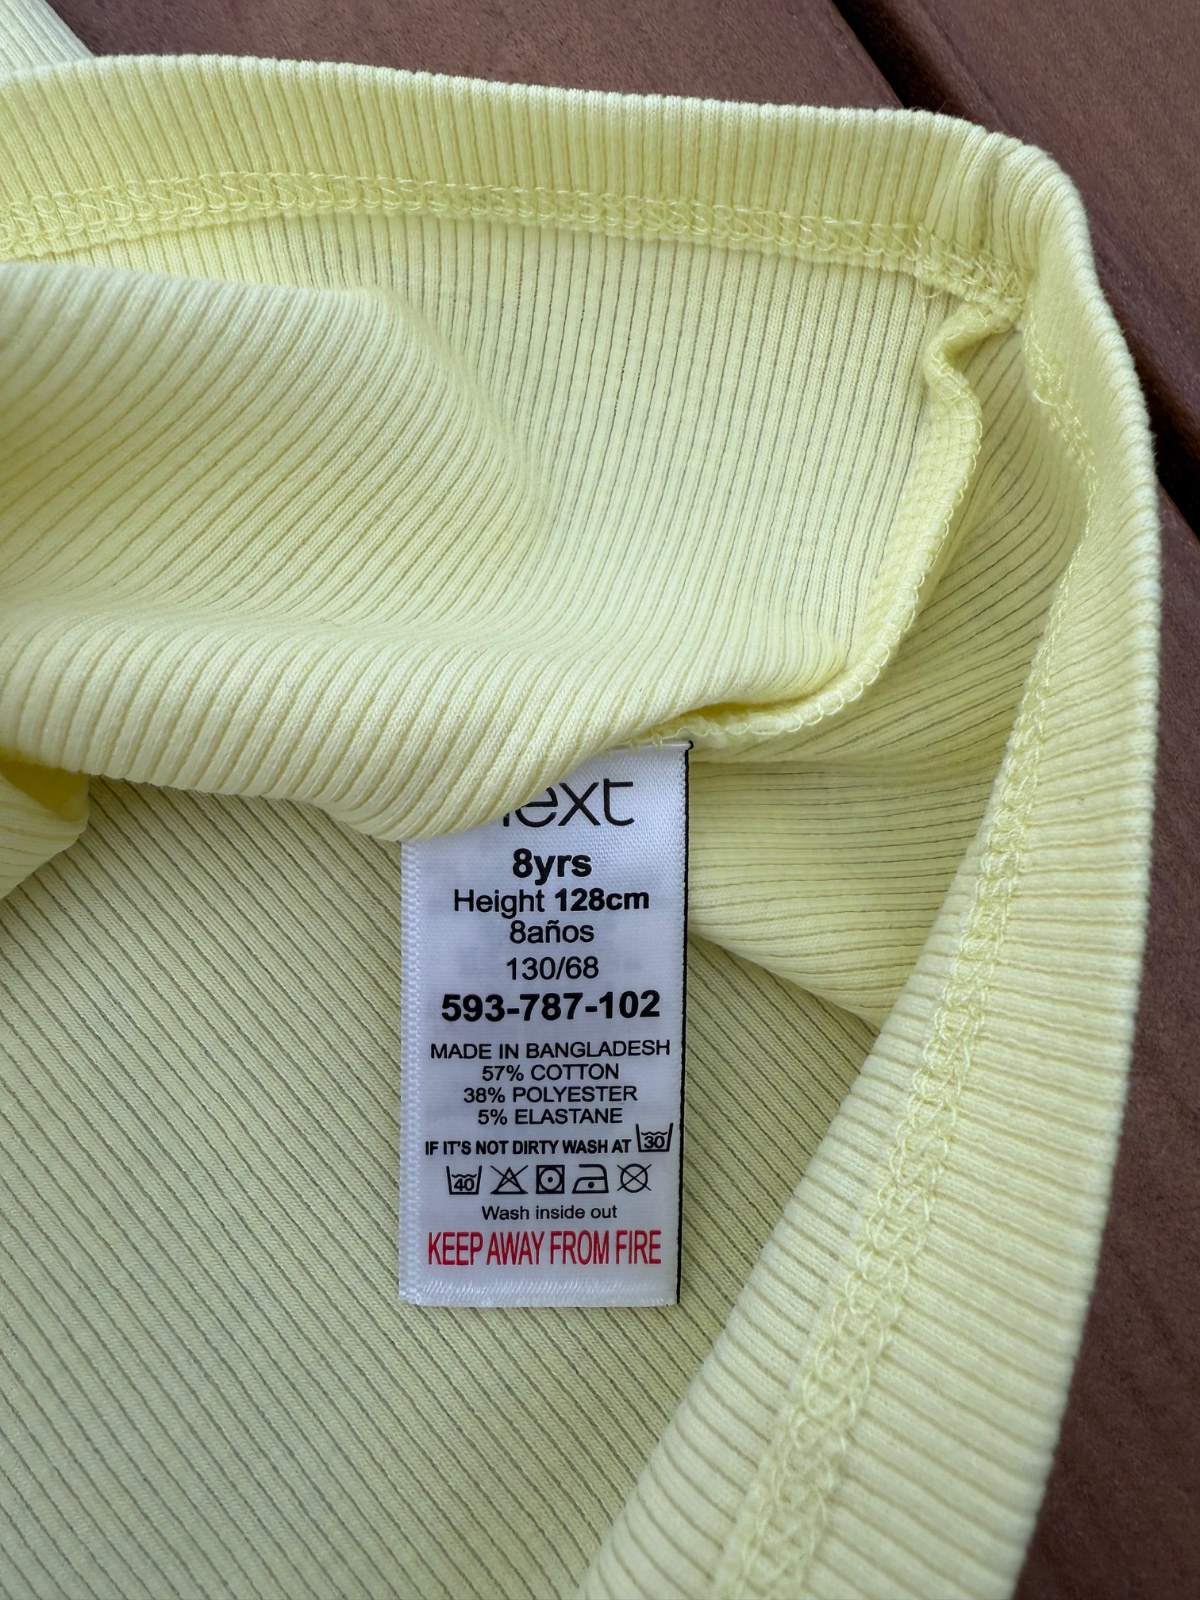 next
8yrs
Height 128cm
8años
130/68
593-787-102
MADE IN BANGLADESH
57% COTTON
38% POLYESTER
5% ELASTANE
IF IT'S NOT DIRTY WASH AT 30
40
Wash inside out
KEEP AWAY FROM FIRE